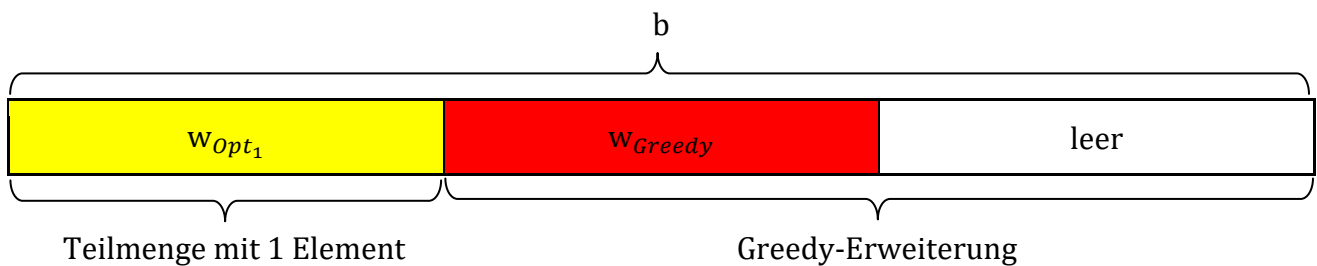 b
w_{Opt_1} w_{Greedy} leer
Teilmenge mit 1 Element Greedy-Erweiterung